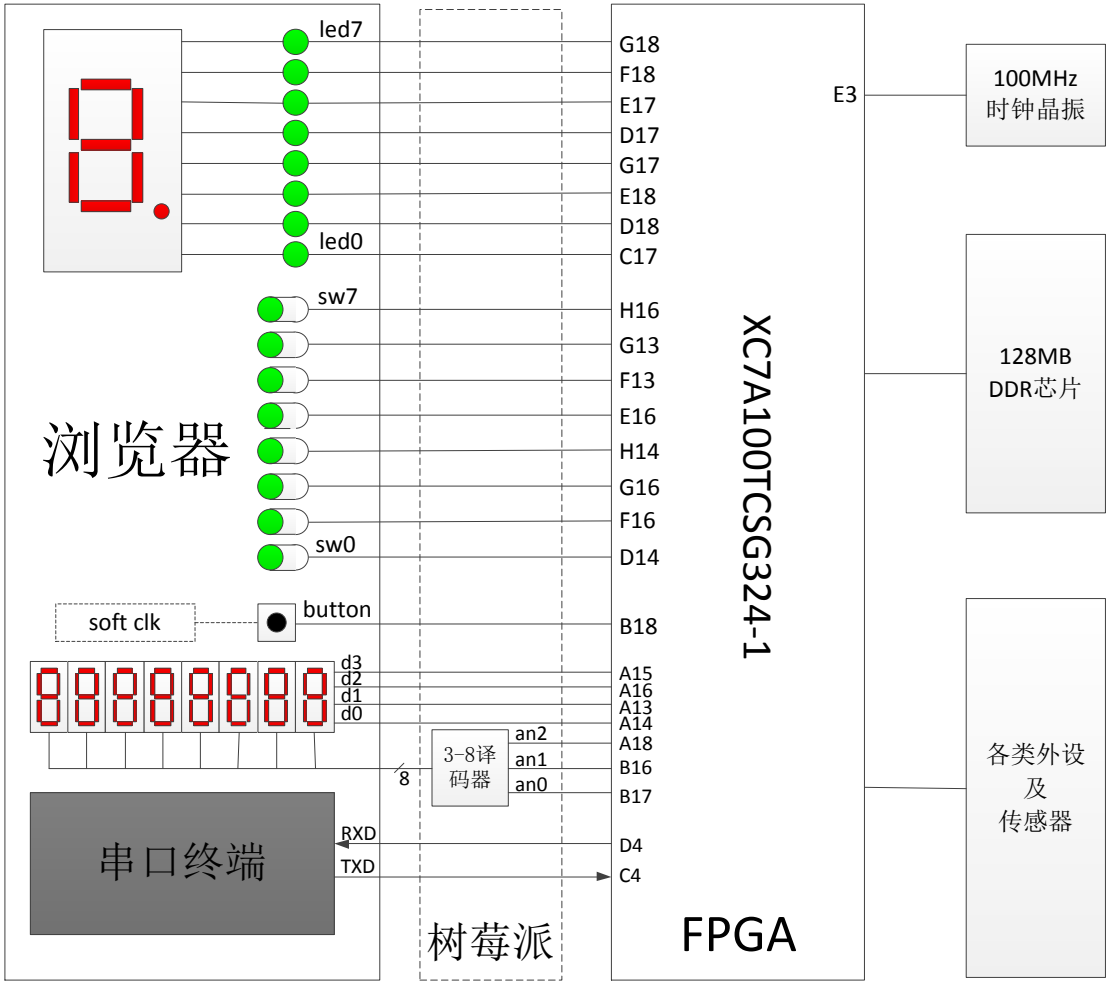 led7
led0
sw7
sw0
浏览器
soft clk
button
d3
d2
d1
d0
8
3-8译
码器
an2
an1
an0
串口终端
RXD
TXD
树莓派
G18
F18
E17
D17
G17
E18
D18
C17
H16
G13
F13
E16
H14
G16
F16
D14
B18
A15
A16
A13
A14
A18
B16
B17
D4
C4
E3
XC7A100TCSG324-1
FPGA
100MHz
时钟晶振
128MB
DDR芯片
各类外设
及
传感器